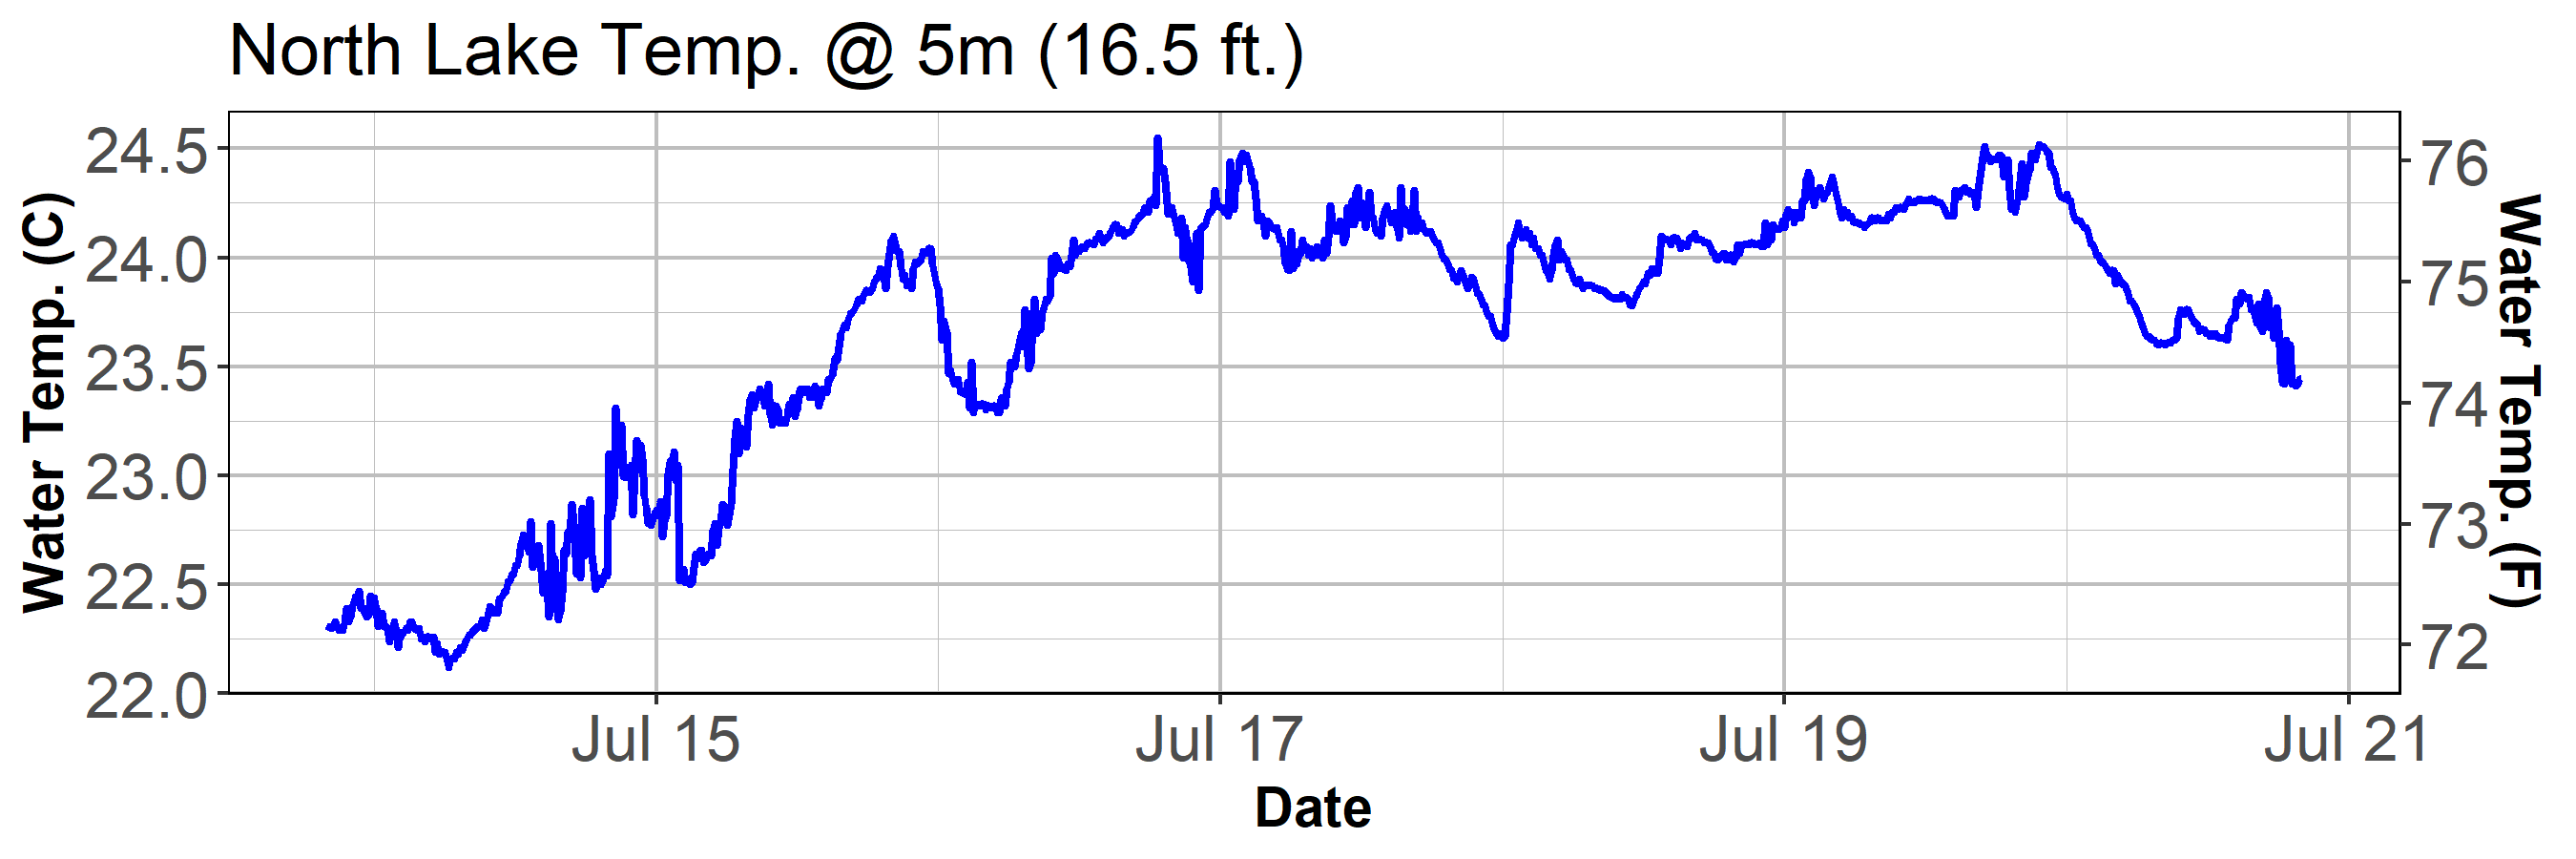 North Lake Temp. @ 5m (16.5 ft.)
Water Temp. (C)
24.5
24.0
23.5
23.0
22.5
22.0
76
75
74
73
72
Water Temp. (F)
Jul 15 Jul 17 Jul 19 Jul 21
Date